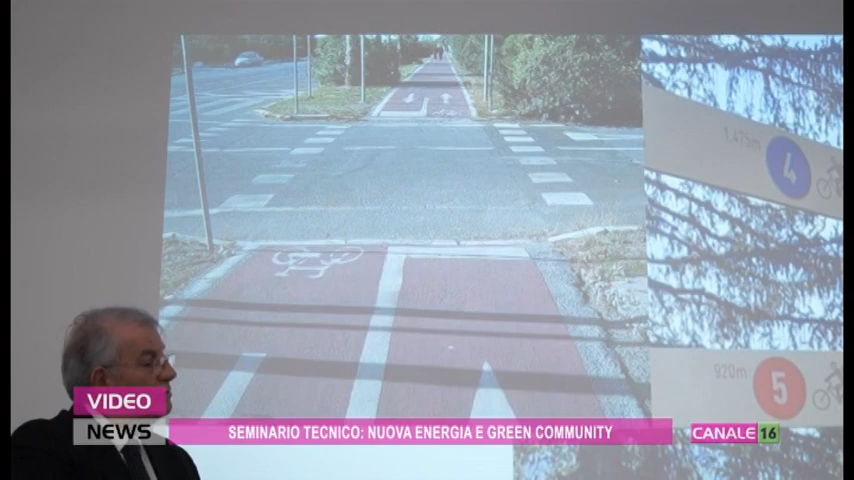 1.475m
4
920m
5
VIDEO
NEWS
SEMINARIO TECNICO: NUOVA ENERGIA E GREEN COMMUNITY
CANALE 16